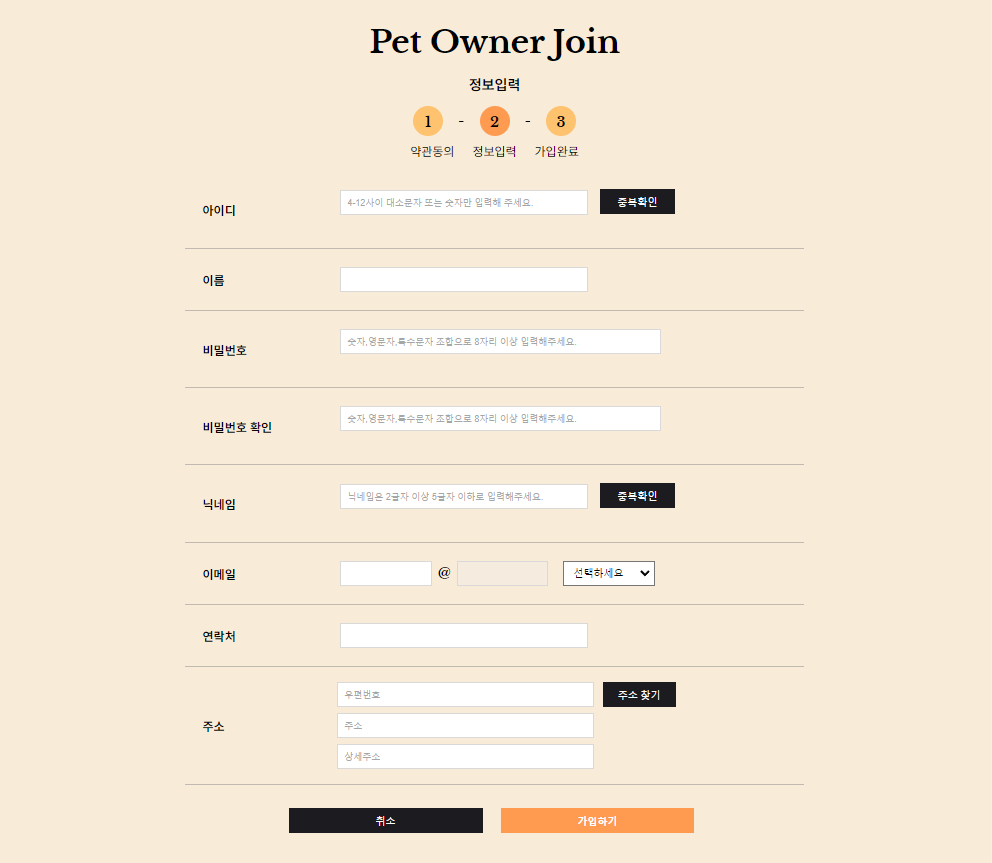 Pet Owner Join
정보입력
1 - 2 - 3
약관동의 정보입력 가입완료
아이디 4-12사이 대소문자 또는 숫자만 입력해 주세요. 중복확인
이름
비밀번호 숫자,영문자,특수문자 조합으로 8자리 이상 입력해주세요.
비밀번호 확인 숫자,영문자,특수문자 조합으로 8자리 이상 입력해주세요.
닉네임 닉네임은 2글자 이상 5글자 이하로 입력해주세요. 중복확인
이메일 @ 선택하세요
연락처
우편번호 주소 찾기
주소 주소
상세주소
취소 가입하기